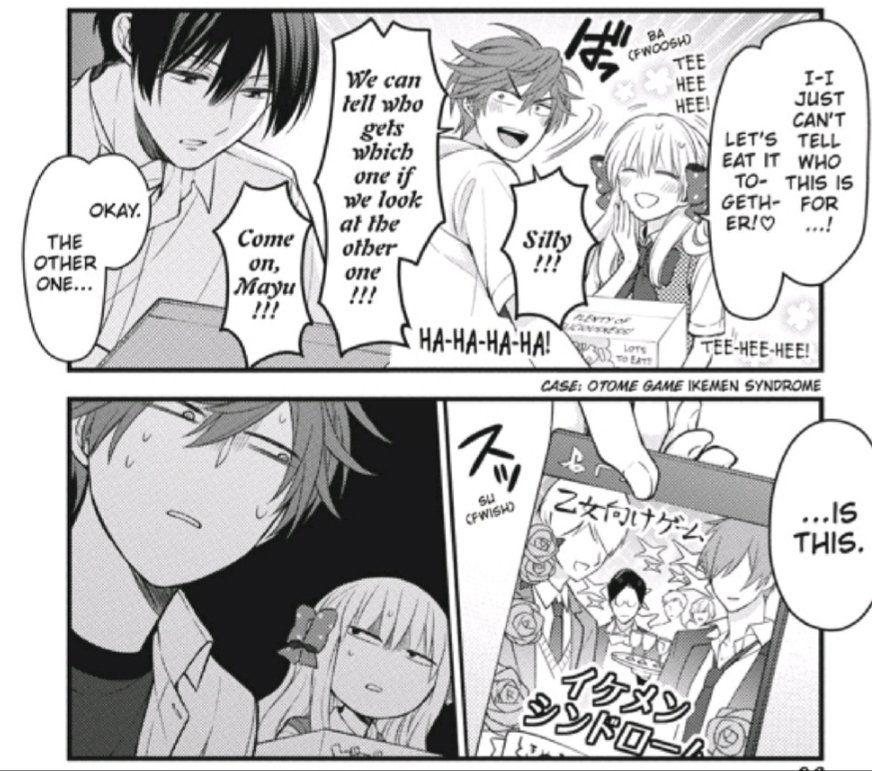 I-I
JUST
CAN'T
TELL
WHO
THIS IS
FOR
...!
LET'S
EAT IT
TO-
GETH-
ER!♡
TEE
HEE
HEE!
ばっ
BA
(FWOOSH)
PLENTY OF
LOTS
TO EAT!!
TEE-HEE-HEE!
Silly
!!!
We can
tell who
gets
which
one if
we look
at the
other
one
!!!
HA-HA-HA-HA!
Come
on,
Mayu
!!!
OKAY.
THE
OTHER
ONE...
CASE: OTOME GAME IKEMEN SYNDROME
...IS
THIS.
スッ
SU
(FWISH)
乙女向けゲーム
イケメン
シンドローム